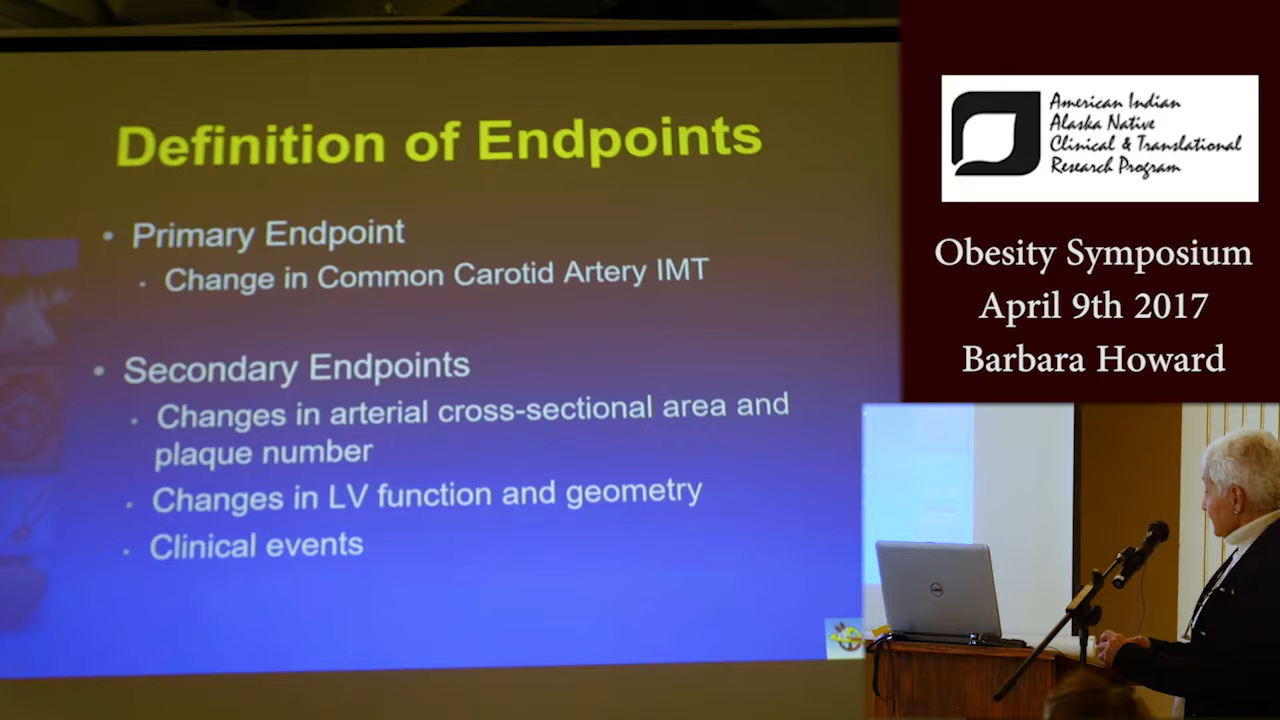 Definition of Endpoints
• Primary Endpoint
• Change in Common Carotid Artery IMT
• Secondary Endpoints
• Changes in arterial cross-sectional area and
plaque number
• Changes in LV function and geometry
• Clinical events
American Indian
Alaska Native
Clinical & Translational
Research Program
Obesity Symposium
April 9th 2017
Barbara Howard
DELL